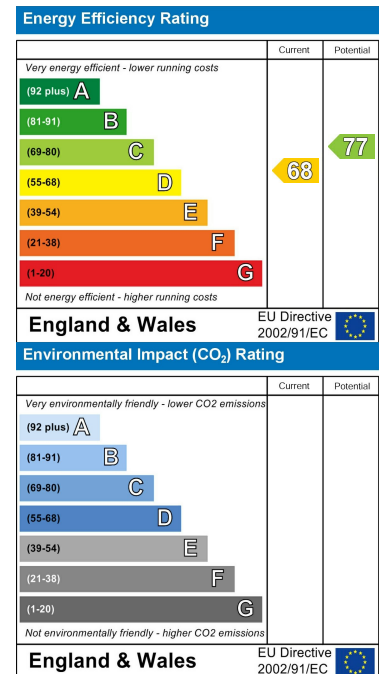 Energy Efficiency Rating
Current Potential
Very energy efficient - lower running costs
(92 plus) A
(81-91) B
(69-80) C
(55-68) D
(39-54) E
(21-38) F
(1-20) G
68
77
Not energy efficient - higher running costs
England & Wales
EU Directive
2002/91/EC
Environmental Impact (CO₂) Rating
Current Potential
Very environmentally friendly - lower CO2 emissions
(92 plus) A
(81-91) B
(69-80) C
(55-68) D
(39-54) E
(21-38) F
(1-20) G
Not environmentally friendly - higher CO2 emissions
England & Wales
EU Directive
2002/91/EC